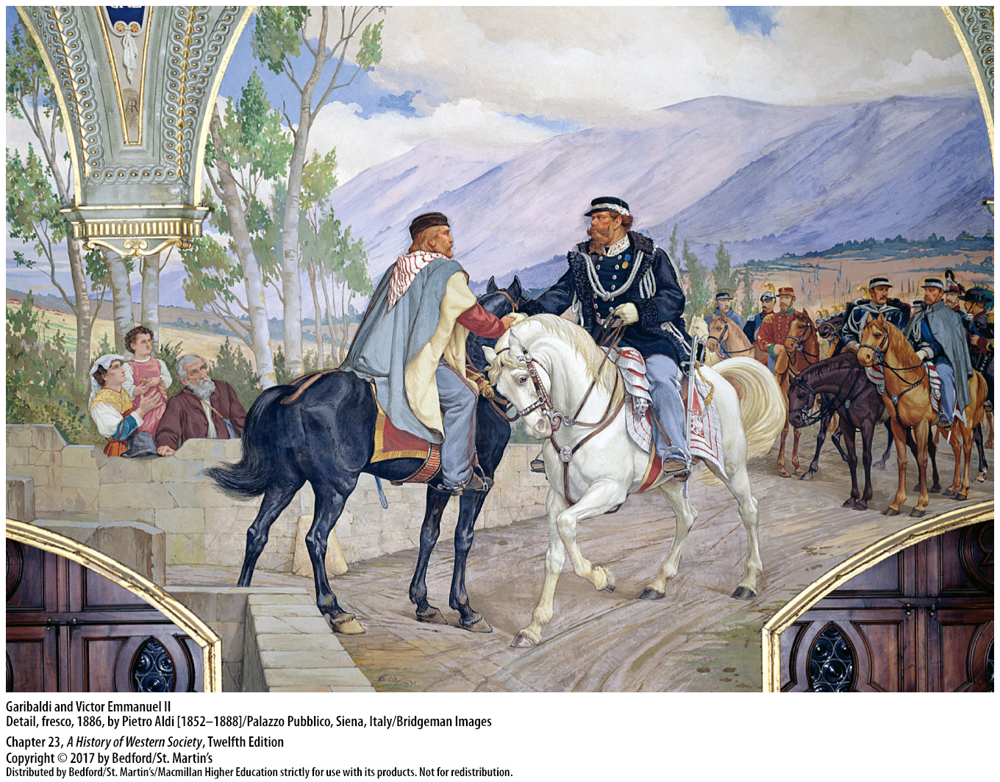 AR
Garibaldi and Victor Emmanuel II
Detail, fresco, 1886, by Pietro Aldi [1852–1888]/Palazzo Pubblico, Siena, Italy/Bridgeman Images
Chapter 23, A History of Western Society, Twelfth Edition
Copyright © 2017 by Bedford/St. Martin’s
Distributed by Bedford/St. Martin’s/Macmillan Higher Education strictly for use with its products. Not for redistribution.